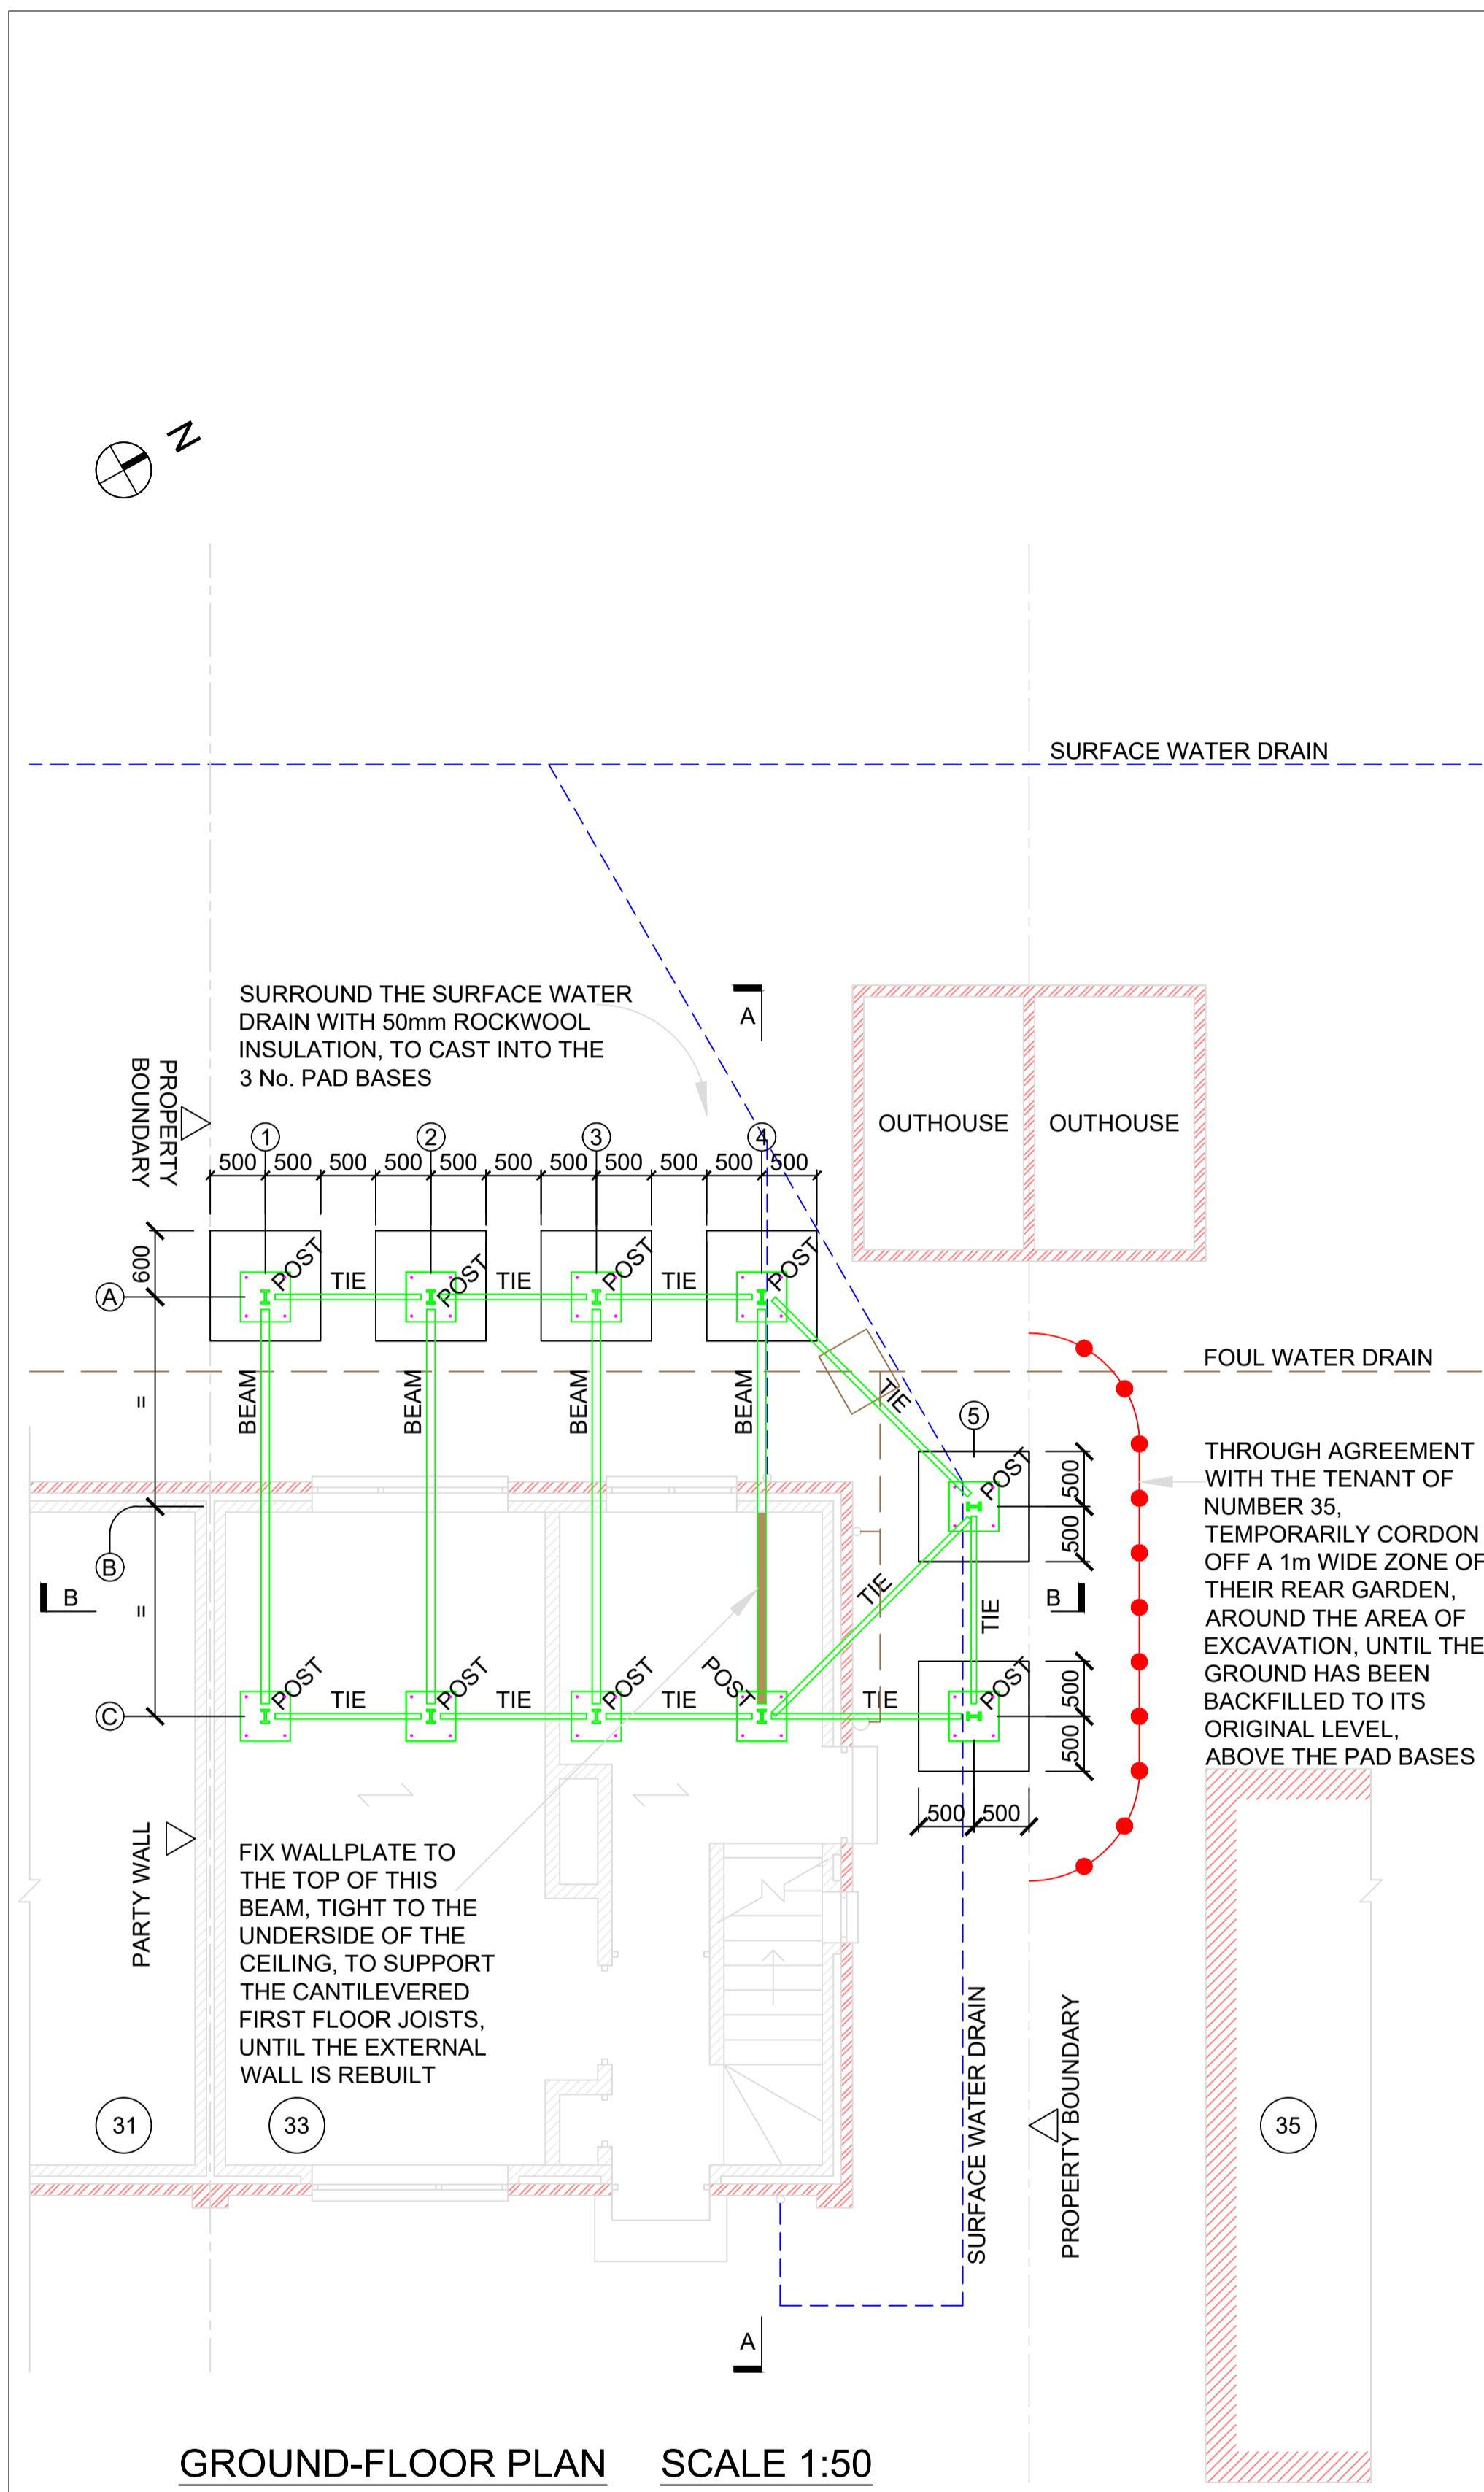 N
SURFACE WATER DRAIN
SURROUND THE SURFACE WATER
DRAIN WITH 50mm ROCKWOOL
INSULATION, TO CAST INTO THE
3 No. PAD BASES
A
PROPERTY
BOUNDARY
OUTHOUSE
OUTHOUSE
1
2
3
4
500
500
500
500
500
500
500
500
500
500
500
600
A
POST
TIE
POST
TIE
POST
TIE
POST
FOUL WATER DRAIN
=
BEAM
BEAM
BEAM
BEAM
TIE
5
POST
500
500
THROUGH AGREEMENT
WITH THE TENANT OF
NUMBER 35,
TEMPORARILY CORDON
OFF A 1m WIDE ZONE OF
THEIR REAR GARDEN,
AROUND THE AREA OF
EXCAVATION, UNTIL THE
GROUND HAS BEEN
BACKFILLED TO ITS
ORIGINAL LEVEL,
ABOVE THE PAD BASES
B
B
=
TIE
TIE
B
C
POST
TIE
POST
TIE
POST
TIE
POST
TIE
POST
500
500
500
500
PARTY WALL
FIX WALLPLATE TO
THE TOP OF THIS
BEAM, TIGHT TO THE
UNDERSIDE OF THE
CEILING, TO SUPPORT
THE CANTILEVERED
FIRST FLOOR JOISTS,
UNTIL THE EXTERNAL
WALL IS REBUILT
SURFACE WATER DRAIN
PROPERTY BOUNDARY
31
33
35
A
GROUND-FLOOR PLAN SCALE 1:50